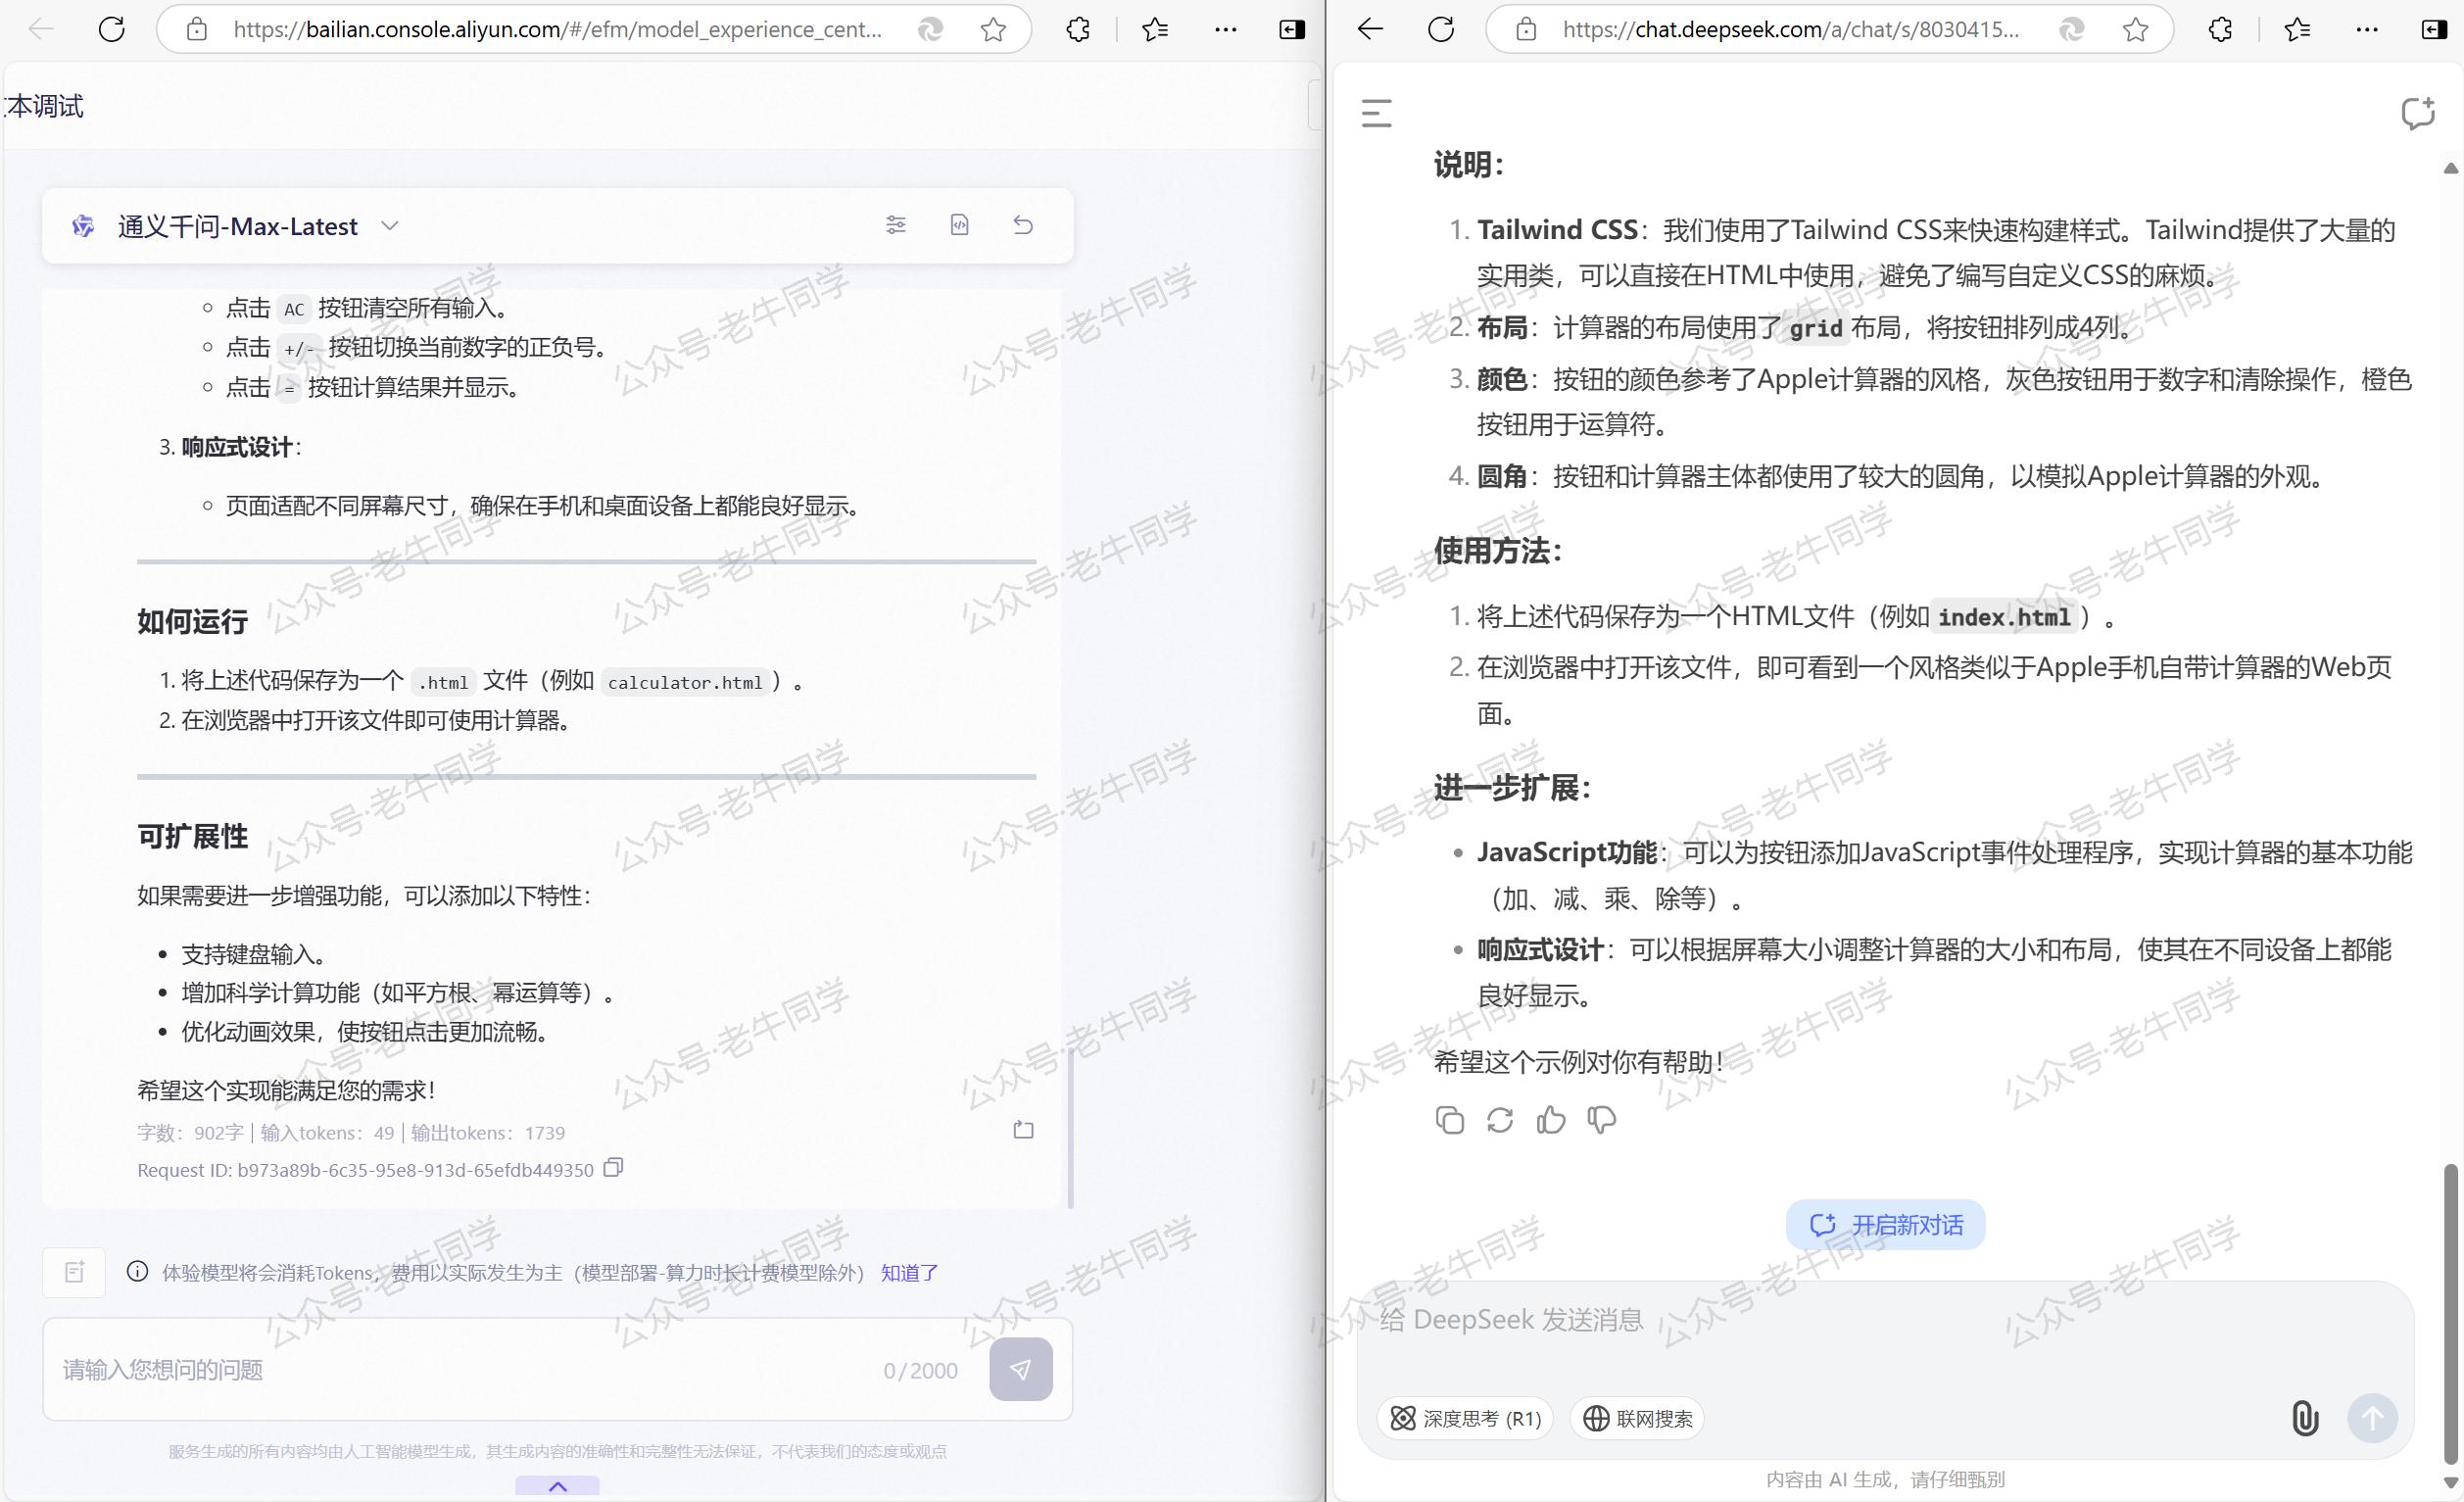 https://bailian.console.aliyun.com/#/efm/model_experience_cent...
本调试
通义千问-Max-Latest
点击 AC 按钮清空所有输入。
点击 +/- 按钮切换当前数字的正负号。
点击 = 按钮计算结果并显示。
3. 响应式设计：
页面适配不同屏幕尺寸，确保在手机和桌面设备上都能良好显示。
如何运行
1. 将上述代码保存为一个 .html 文件（例如 calculator.html）。
2. 在浏览器中打开该文件即可使用计算器。
可扩展性
如果需要进一步增强功能，可以添加以下特性：
支持键盘输入。
增加科学计算功能（如平方根、幂运算等）。
优化动画效果，使按钮点击更加流畅。
希望这个实现能满足您的需求！
字数：902字 | 输入tokens：49 | 输出tokens：1739
Request ID: b973a89b-6c35-95e8-913d-65efdb449350
体验模型将会消耗Tokens，费用以实际发生为主（模型部署-算力时长计费模型除外） 知道了
请输入您想问的问题
0/2000
服务生成的所有内容均由人工智能模型生成，其生成内容的准确性和完整性无法保证，不代表我们的态度或观点
https://chat.deepseek.com/a/chat/s/8030415...
说明：
1. Tailwind CSS：我们使用了Tailwind CSS来快速构建样式。Tailwind提供了大量的
实用类，可以直接在HTML中使用，避免了编写自定义CSS的麻烦。
2. 布局：计算器的布局使用了 grid 布局，将按钮排列成4列。
3. 颜色：按钮的颜色参考了Apple计算器的风格，灰色按钮用于数字和清除操作，橙色
按钮用于运算符。
4. 圆角：按钮和计算器主体都使用了较大的圆角，以模拟Apple计算器的外观。
使用方法：
1. 将上述代码保存为一个HTML文件（例如 index.html）。
2. 在浏览器中打开该文件，即可看到一个风格类似于Apple手机自带计算器的Web页
面。
进一步扩展：
JavaScript功能：可以为按钮添加JavaScript事件处理程序，实现计算器的基本功能
（加、减、乘、除等）。
响应式设计：可以根据屏幕大小调整计算器的大小和布局，使其在不同设备上都能
良好显示。
希望这个示例对你有帮助！
开启新对话
给 DeepSeek 发送消息
深度思考 (R1)
联网搜索
内容由 AI 生成，请仔细甄别
公众号·老牛同学